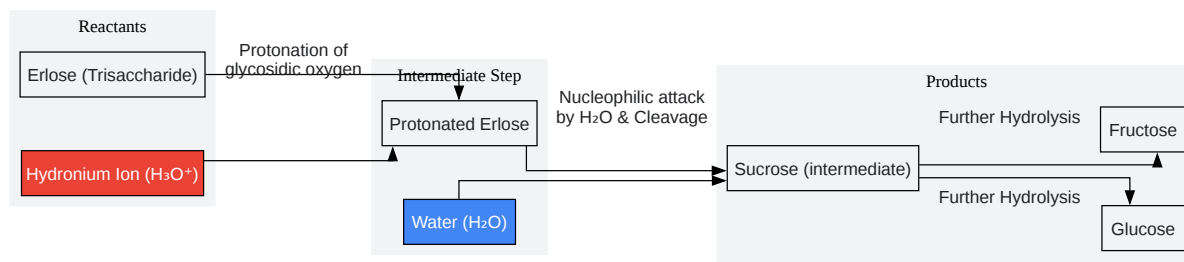 Reactants
Erlose (Trisaccharide)
Hydronium Ion (H₃O⁺)
Protonation of
glycosidic oxygen
Intermediate Step
Protonated Erlose
Water (H₂O)
Nucleophilic attack
by H₂O & Cleavage
Products
Sucrose (intermediate)
Further Hydrolysis
Fructose
Further Hydrolysis
Glucose